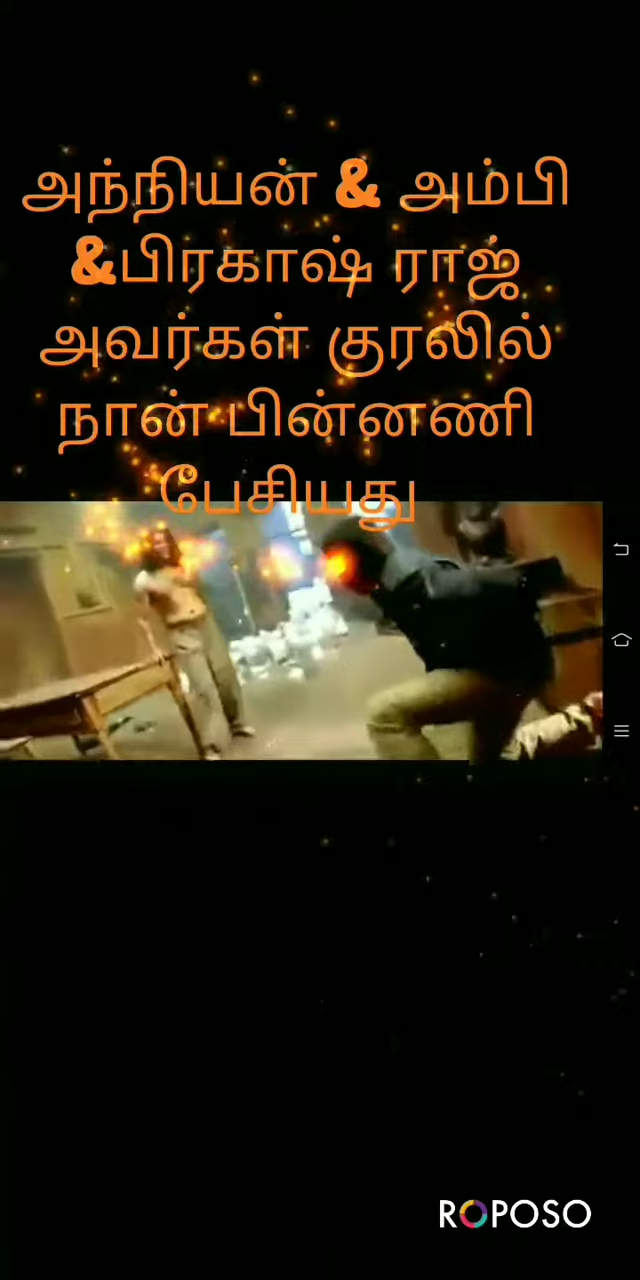 அந்நியன் & அம்பி
&பிரகாஷ் ராஜ்
அவர்கள் குரலில்
நான் பின்னணி
பேசியது
ROPOSO